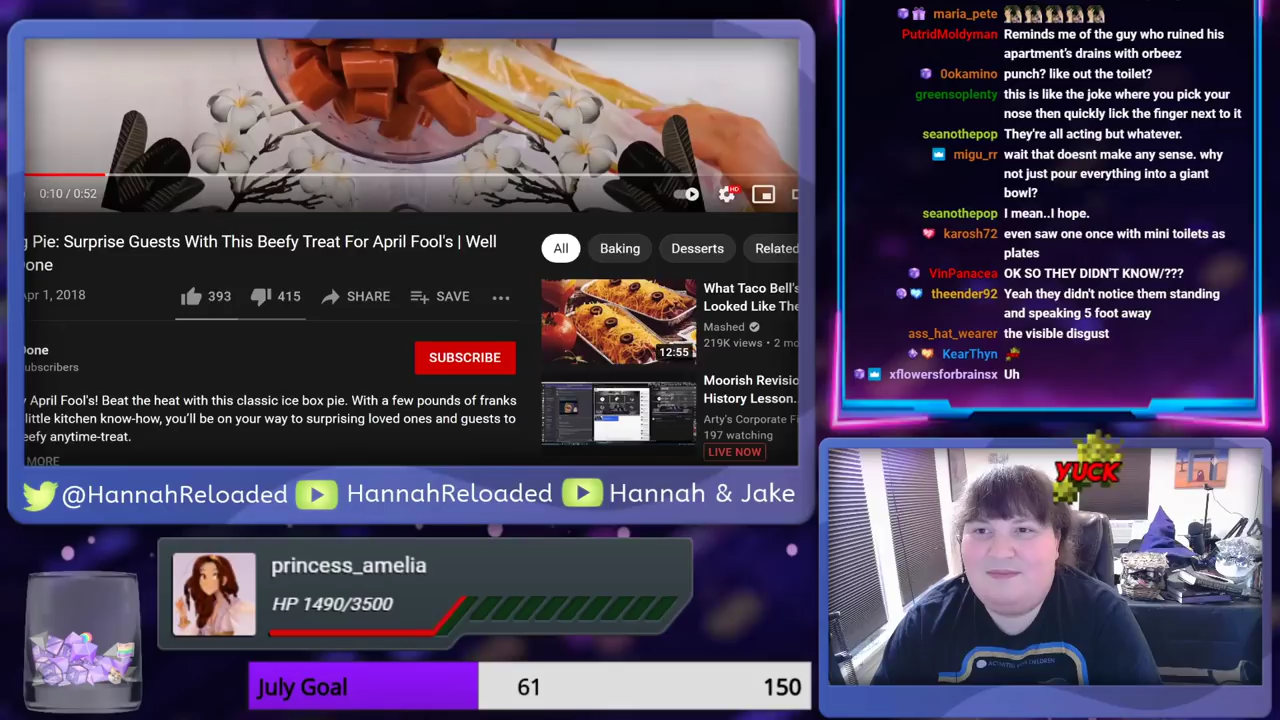 0:10 / 0:52
HD
Pie: Surprise Guests With This Beefy Treat For April Fool's | Well
Apr 1, 2018
393
415
SHARE
SAVE
...
SUBSCRIBE
April Fool's! Beat the heat with this classic ice box pie. With a few pounds of franks
little kitchen know-how, you'll be on your way to surprising loved ones and guests to
anytime-treat.
MORE
All
Baking
Desserts
Related
What Taco Bell's
Looked Like The
Mashed
219K views • 2
12:55
Moorish
History Lesson.
Arty's Corporate
197 watching
LIVE NOW
@HannahReloaded
HannahReloaded
Hannah & Jake
princess_amelia
HP 1490/3500
July Goal 61 150
maria_pete
PutridMoldyman Reminds me of the guy who ruined his
apartment's drains with orbeez
0okamino punch? like out the toilet?
greensoplenty this is like the joke where you pick your
nose then quickly lick the finger next to it
seanothepop They're all acting but whatever.
migu_rr wait that doesnt make any sense. why
not just pour everything into a giant
bowl?
seanothepop I mean..I hope.
karosh72 even saw one once with mini toilets as
plates
VinPanacea OK SO THEY DIDN'T KNOW/???
theender92 Yeah they didn't notice them standing
and speaking 5 foot away
ass_hat_wearer the visible disgust
KearThyn
xflowersforbrainsx Uh
YUCK